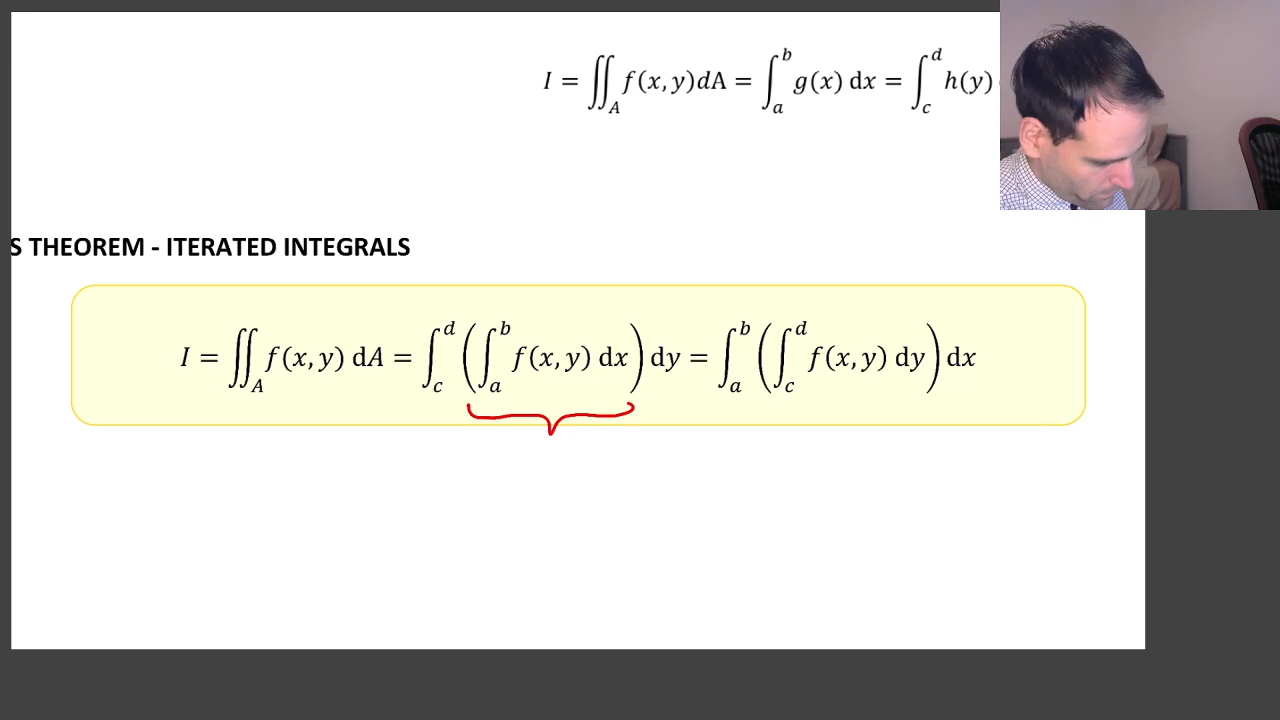 I = ∬_A f(x, y)dA = ∫_a^b g(x) dx = ∫_c^d h(y)
S THEOREM - ITERATED INTEGRALS
I = ∬_A f(x, y) dA = ∫_c^d (∫_a^b f(x, y) dx) dy = ∫_a^b (∫_c^d f(x, y) dy) dx